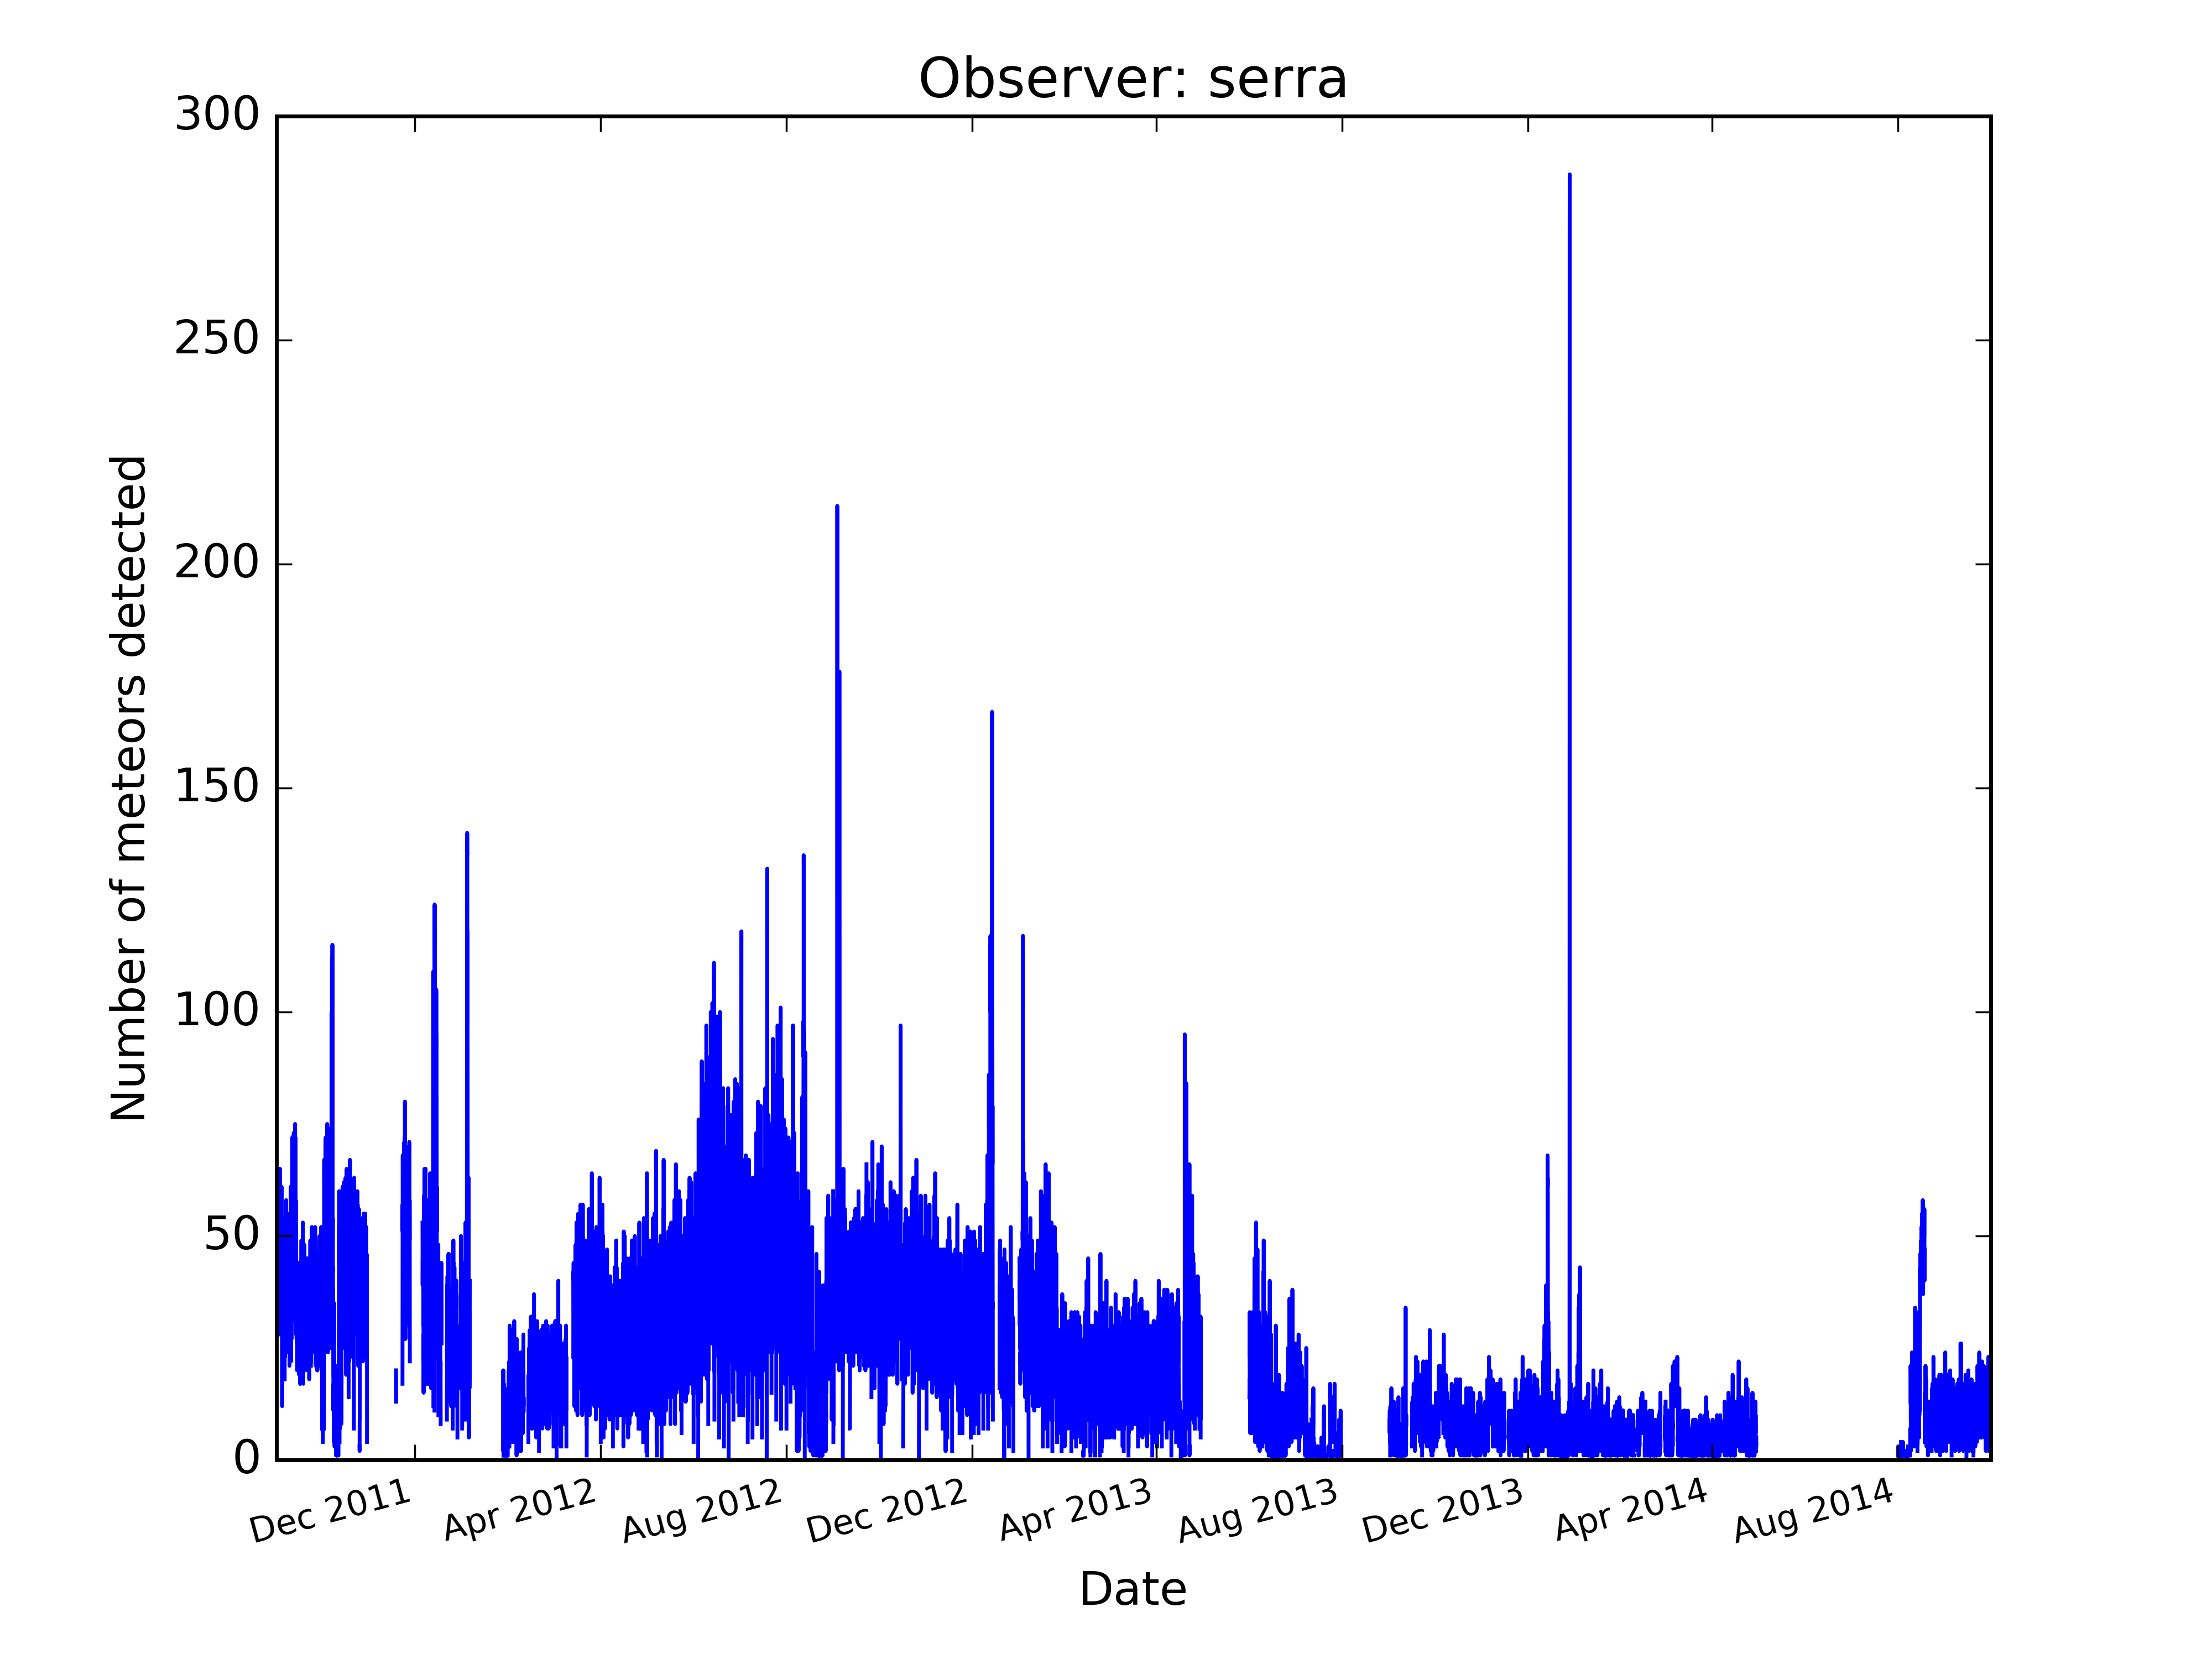 Observer: serra
300
250
200
150
100
50
0
Number of meteors detected
Dec 2011
Apr 2012
Aug 2012
Dec 2012
Apr 2013
Aug 2013
Dec 2013
Apr 2014
Aug 2014
Date